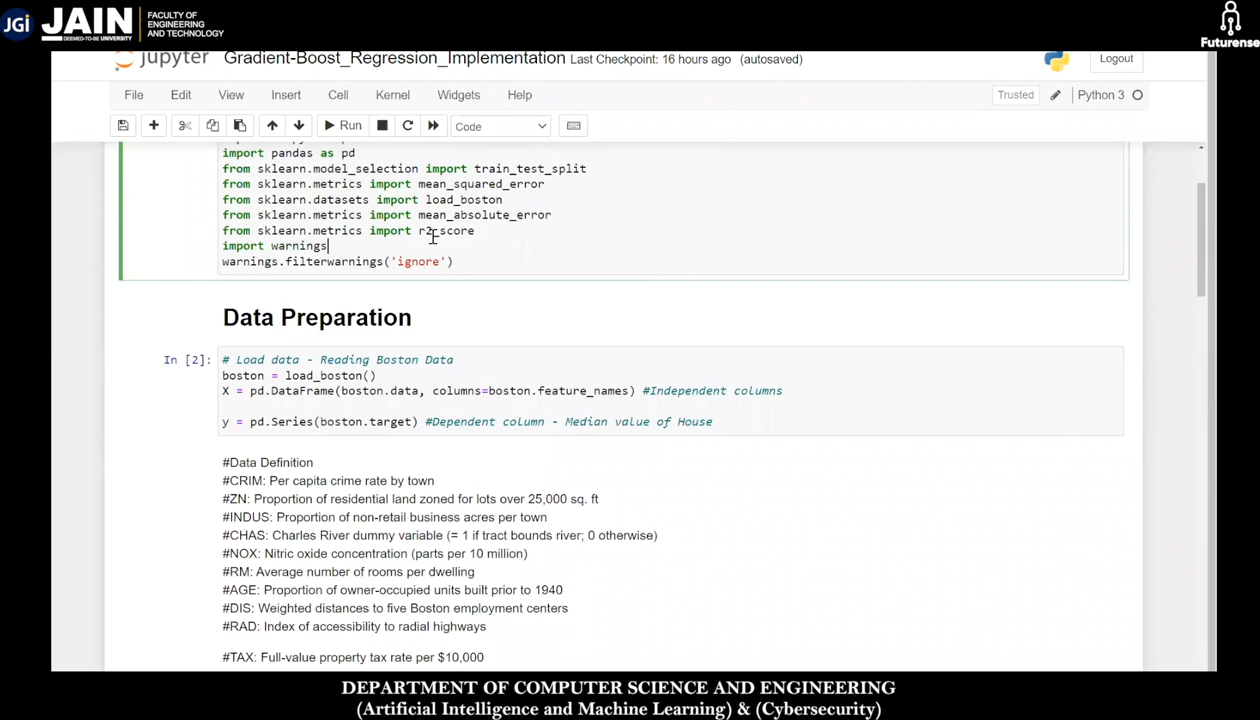 JGI JAIN DEEMED-TO-BE UNIVERSITY
FACULTY OF
ENGINEERING
AND TECHNOLOGY
Futurense
jupyter Gradient-Boost_Regression_Implementation Last Checkpoint: 16 hours ago (autosaved)
Logout
File Edit View Insert Cell Kernel Widgets Help
Trusted Python 3
Run Code
import pandas as pd
from sklearn.model_selection import train_test_split
from sklearn.metrics import mean_squared_error
from sklearn.datasets import load_boston
from sklearn.metrics import mean_absolute_error
from sklearn.metrics import r2_score
import warnings
warnings.filterwarnings('ignore')
Data Preparation
In [2]:
# Load data - Reading Boston Data
boston = load_boston()
X = pd.DataFrame(boston.data, columns=boston.feature_names) #Independent columns
y = pd.Series(boston.target) #Dependent column - Median value of House
#Data Definition
#CRIM: Per capita crime rate by town
#ZN: Proportion of residential land zoned for lots over 25,000 sq. ft
#INDUS: Proportion of non-retail business acres per town
#CHAS: Charles River dummy variable (= 1 if tract bounds river; 0 otherwise)
#NOX: Nitric oxide concentration (parts per 10 million)
#RM: Average number of rooms per dwelling
#AGE: Proportion of owner-occupied units built prior to 1940
#DIS: Weighted distances to five Boston employment centers
#RAD: Index of accessibility to radial highways
#TAX: Full-value property tax rate per $10,000
DEPARTMENT OF COMPUTER SCIENCE AND ENGINEERING
(Artificial Intelligence and Machine Learning) & (Cybersecurity)